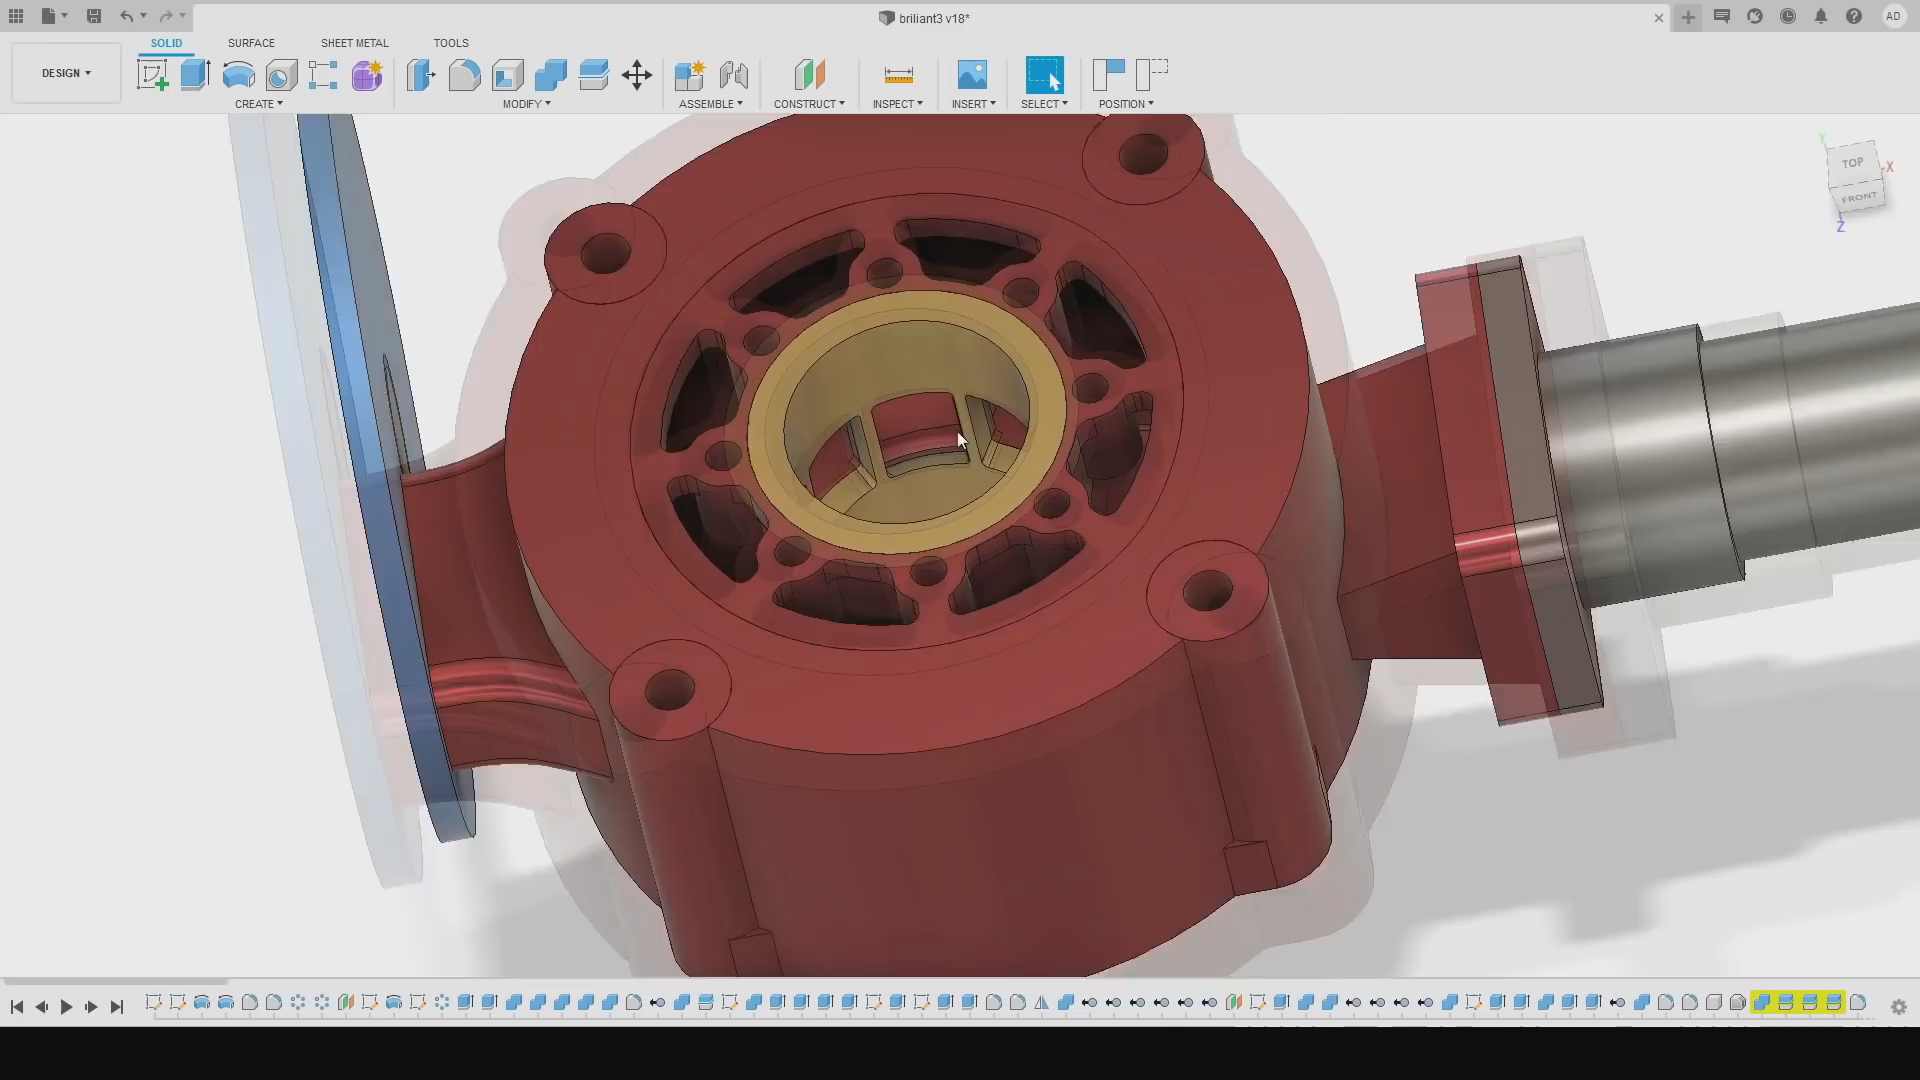 briliant3 v18*
AD
SOLID
SURFACE
SHEET METAL
TOOLS
DESIGN
CREATE
MODIFY
ASSEMBLE
CONSTRUCT
INSPECT
INSERT
SELECT
POSITION
Y
TOP
X
FRONT
Z